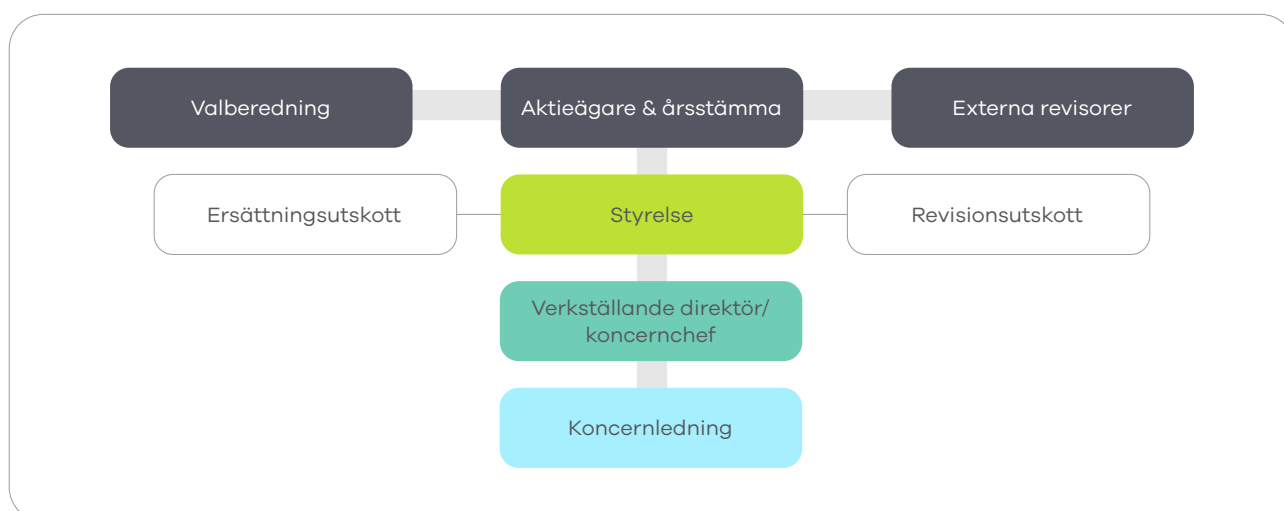 Valberedning
Aktieägare & årsstämma
Externa revisorer
Ersättningsutskott
Styrelse
Revisionsutskott
Verkställande direktör/
koncernchef
Koncernledning